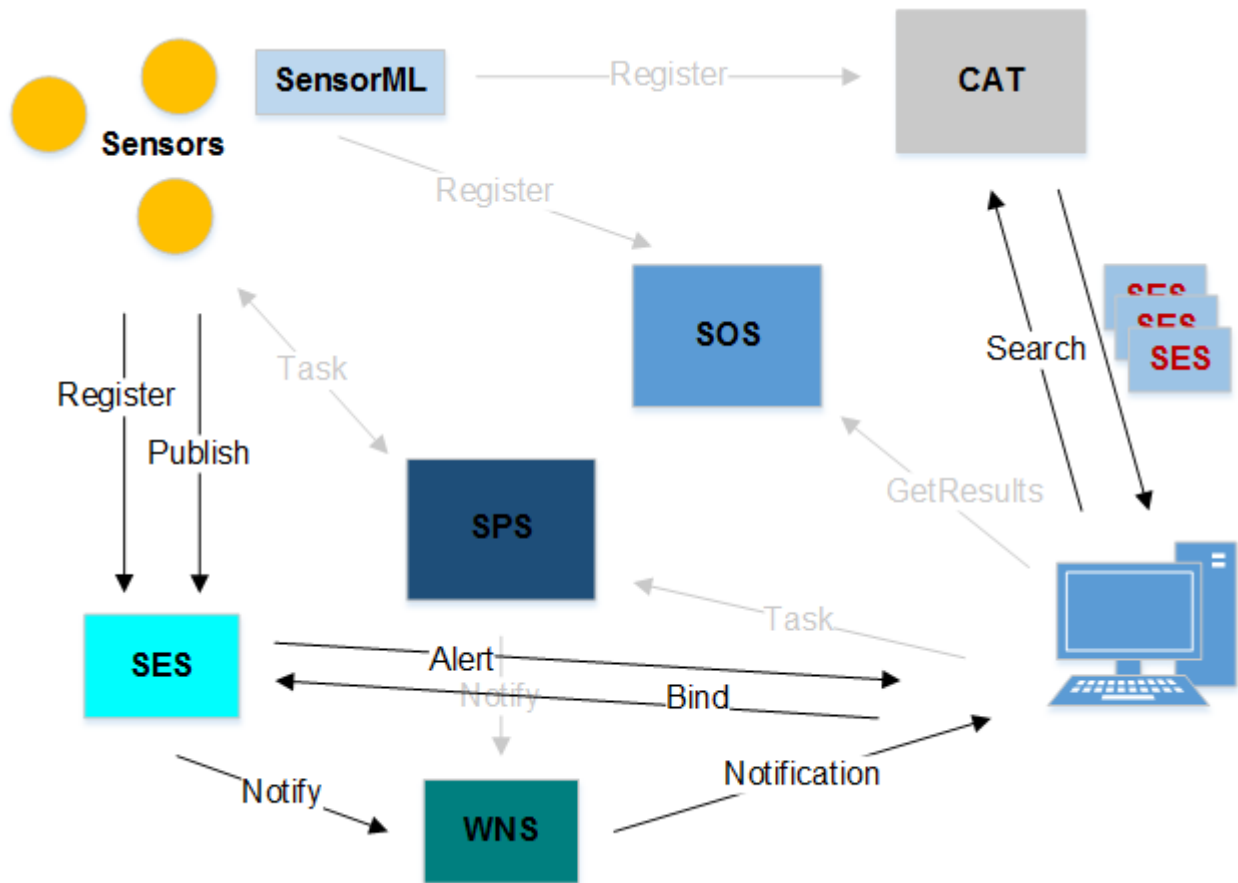 SensorML
Register
CAT
Sensors
Register
SES
SES
SES
SOS
Search
Task
Register
Publish
GetResults
SPS
Task
SES
Alert
Notify
Bind
Notify
Notification
WNS